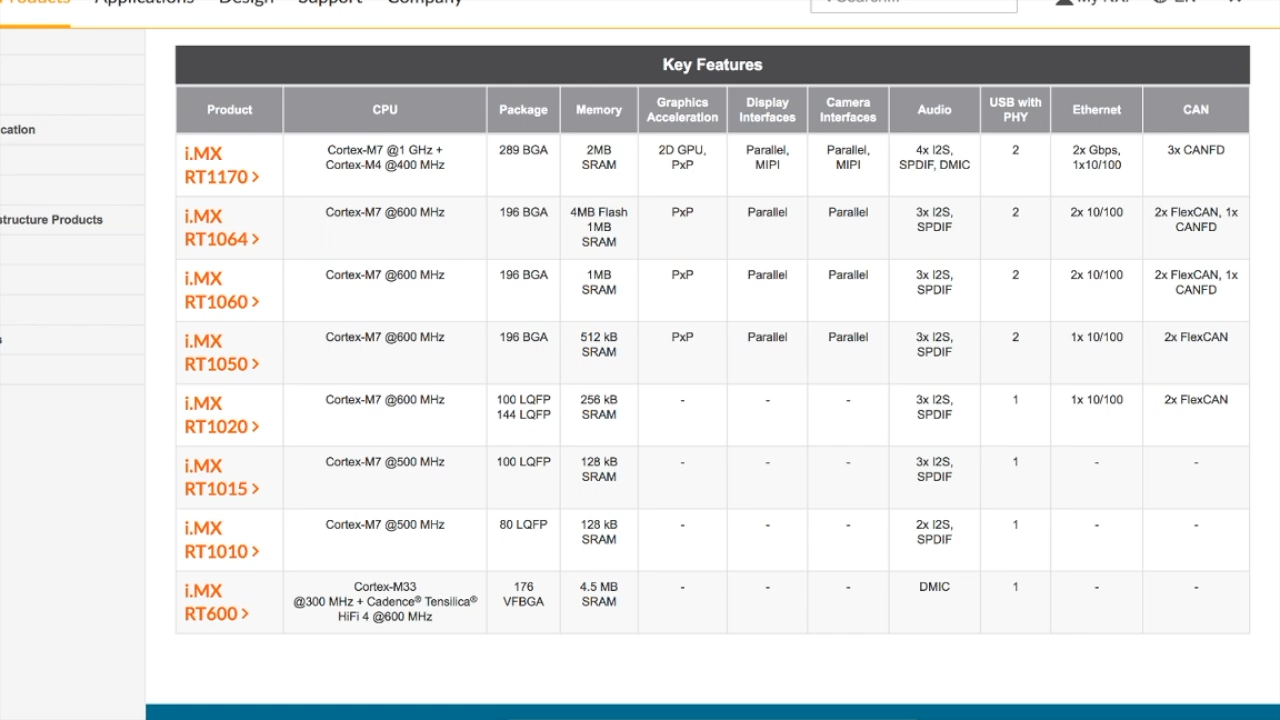 Products Applications Design Support Company Search... My NXP EN
cation
structure Products
Key Features
Product CPU Package Memory Graphics Acceleration Display Interfaces Camera Interfaces Audio USB with PHY Ethernet CAN
i.MX RT1170 > Cortex-M7 @1 GHz + Cortex-M4 @400 MHz 289 BGA 2MB SRAM 2D GPU, PxP Parallel, MIPI Parallel, MIPI 4x I2S, SPDIF, DMIC 2 2x Gbps, 1x10/100 3x CANFD
i.MX RT1064 > Cortex-M7 @600 MHz 196 BGA 4MB Flash 1MB SRAM PxP Parallel Parallel 3x I2S, SPDIF 2 2x 10/100 2x FlexCAN, 1x CANFD
i.MX RT1060 > Cortex-M7 @600 MHz 196 BGA 1MB SRAM PxP Parallel Parallel 3x I2S, SPDIF 2 2x 10/100 2x FlexCAN, 1x CANFD
i.MX RT1050 > Cortex-M7 @600 MHz 196 BGA 512 kB SRAM PxP Parallel Parallel 3x I2S, SPDIF 2 1x 10/100 2x FlexCAN
i.MX RT1020 > Cortex-M7 @600 MHz 100 LQFP 144 LQFP 256 kB SRAM - - - 3x I2S, SPDIF 1 1x 10/100 2x FlexCAN
i.MX RT1015 > Cortex-M7 @500 MHz 100 LQFP 128 kB SRAM - - - 3x I2S, SPDIF 1 - -
i.MX RT1010 > Cortex-M7 @500 MHz 80 LQFP 128 kB SRAM - - - 2x I2S, SPDIF 1 - -
i.MX RT600 > Cortex-M33 @300 MHz + Cadence® Tensilica® HiFi 4 @600 MHz 176 VFBGA 4.5 MB SRAM - - - DMIC 1 - -